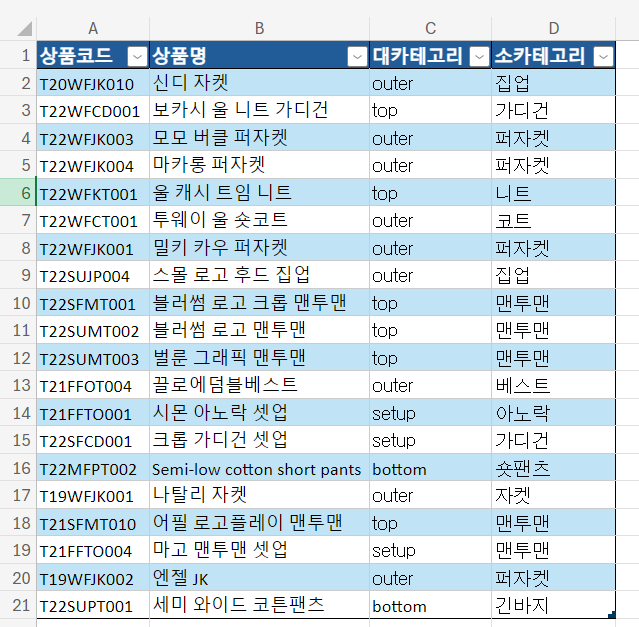 A B C D
1 상품코드 상품명 대카테고리 소카테고리
2 T20WFJK010 신디 자켓 outer 집업
3 T22WFCD001 보카시 울 니트 가디건 top 가디건
4 T22WFJK003 모모 버클 퍼자켓 outer 퍼자켓
5 T22WFJK004 마카롱 퍼자켓 outer 퍼자켓
6 T22WFKT001 울 캐시 트임 니트 top 니트
7 T22WFCT001 투웨이 울 숏코트 outer 코트
8 T22WFJK001 밀키 카우 퍼자켓 outer 퍼자켓
9 T22SUJP004 스몰 로고 후드 집업 outer 집업
10 T22SFMT001 블러썸 로고 크롭 맨투맨 top 맨투맨
11 T22SUMT002 블러썸 로고 맨투맨 top 맨투맨
12 T22SUMT003 벌룬 그래픽 맨투맨 top 맨투맨
13 T21FFOT004 끌로에덤블베스트 outer 베스트
14 T21FFTO001 시몬 아노락 셋업 setup 아노락
15 T22SFCD001 크롭 가디건 셋업 setup 가디건
16 T22MFPT002 Semi-low cotton short pants bottom 숏팬츠
17 T19WFJK001 나탈리 자켓 outer 자켓
18 T21SFMT010 어필 로고플레이 맨투맨 top 맨투맨
19 T21FFTO004 마고 맨투맨 셋업 setup 맨투맨
20 T19WFJK002 엔젤 JK outer 퍼자켓
21 T22SUPT001 세미 와이드 코튼팬츠 bottom 긴바지